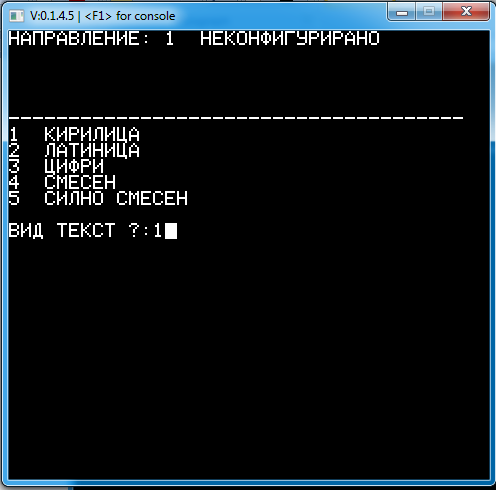 V:0.1.4.5 | <F1> for console
НАПРАВЛЕНИЕ: 1 НЕКОНФИГУРИРАНО
--------------------------------------
1 КИРИЛИЦА
2 ЛАТИНИЦА
3 ЦИФРИ
4 СМЕСЕН
5 СИЛНО СМЕСЕН
ВИД ТЕКСТ ?:1